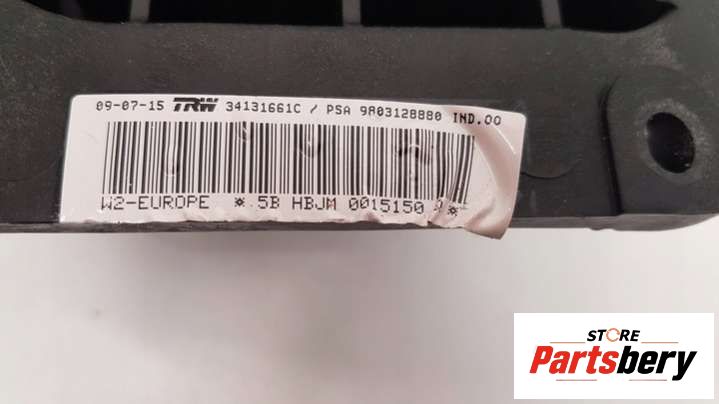 09-07-15 TRW 34131661C / PSA 9803128880 IND.00
W2-EUROPE * 5B HBJM 0015150 *
STORE
Partsbery